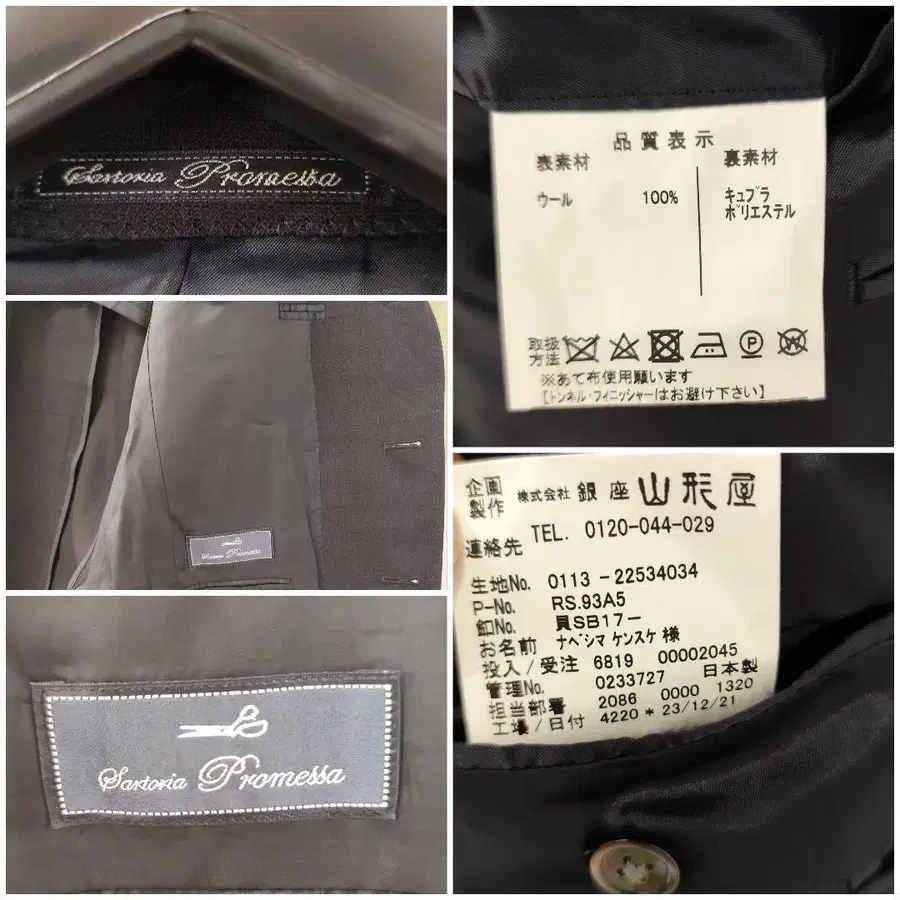 Sartoria Promessa
品質表示
表素材
裏素材
ウール 100%
キュプラ
ポリエステル
取扱
方法
※あて布使用願います
【トンネル・フィニッシャーはお避け下さい】
Sartoria Promessa
Sartoria Promessa
企画
製作 株式会社 銀座 山形屋
連絡先 TEL. 0120-044-029
生地No. 0113 -22534034
P-No. RS.93A5
釦No. 貝SB17-
お名前 ナベシマ ケンスケ 様
投入/受注 6819 00002045
管理No. 0233727 日本製
担当部署 2086 0000 1320
工場/日付 4220 * 23/12/21